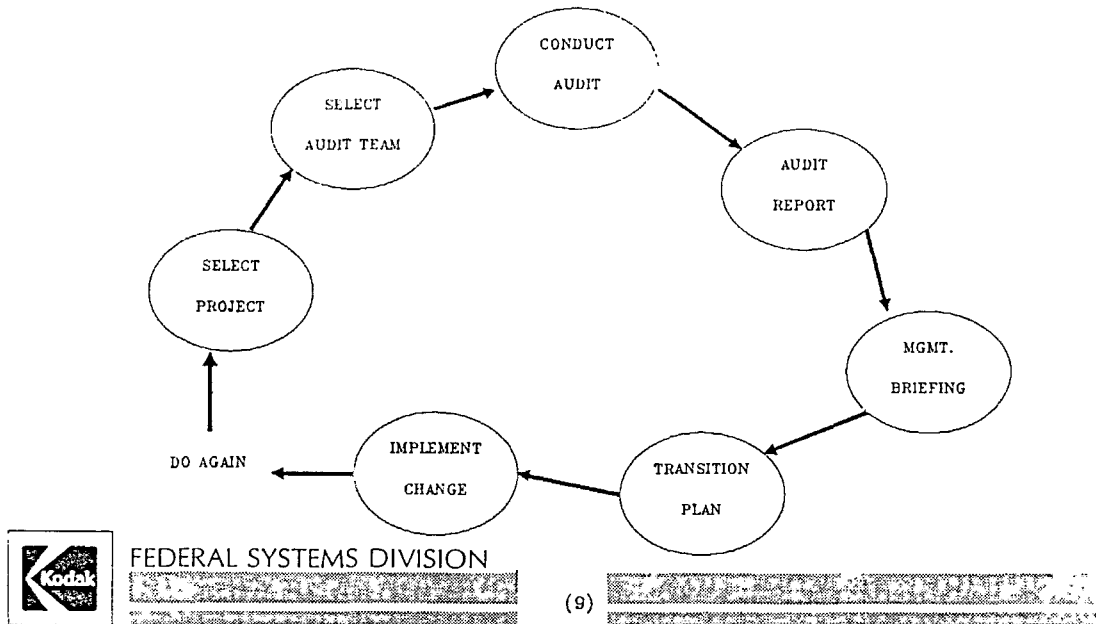 CONDUCT
AUDIT
SELECT
AUDIT TEAM
AUDIT
REPORT
SELECT
PROJECT
MGMT.
BRIEFING
DO AGAIN
IMPLEMENT
CHANGE
TRANSITION
PLAN
Kodak
FEDERAL SYSTEMS DIVISION
(9)